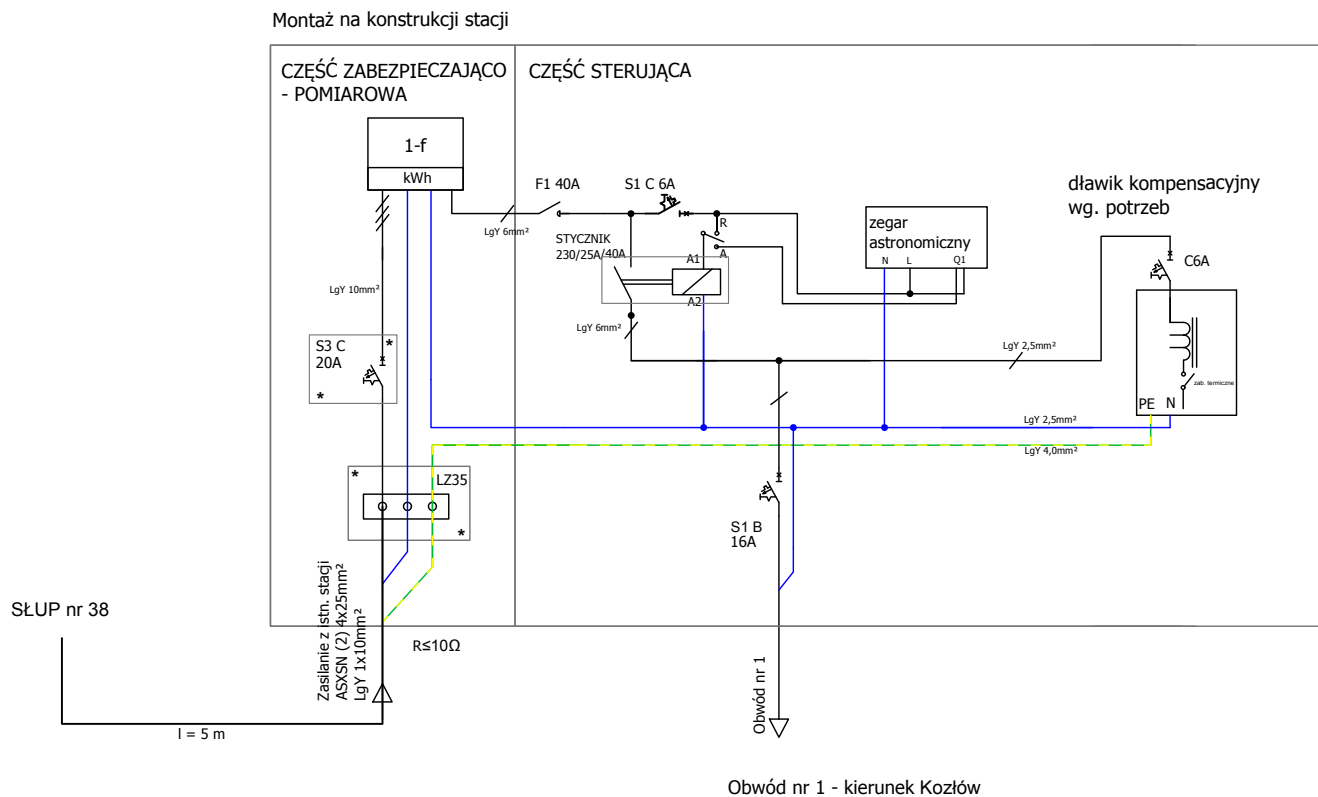 Montaż na konstrukcji stacji
CZĘŚĆ ZABEZPIECZAJĄCO
- POMIAROWA
CZĘŚĆ STERUJĄCA
1-f
kWh
F1 40A
S1 C 6A
LgY 6mm²
STYCZNIK
230/25A/40A
R
A
A1
A2
zegar
astronomiczny
N
L
Q1
dławik kompensacyjny
wg. potrzeb
C6A
LgY 10mm²
LgY 6mm²
LgY 2,5mm²
S3 C
20A
*
*
zab. termiczne
PE
N
LgY 2,5mm²
LgY 4,0mm²
*
LZ35
*
S1 B
16A
SŁUP nr 38
Zasilanie z istn. stacji
ASXSN (2) 4x25mm²
LgY 1x10mm²
R≤10Ω
l = 5 m
Obwód nr 1
Obwód nr 1 - kierunek Kozłów